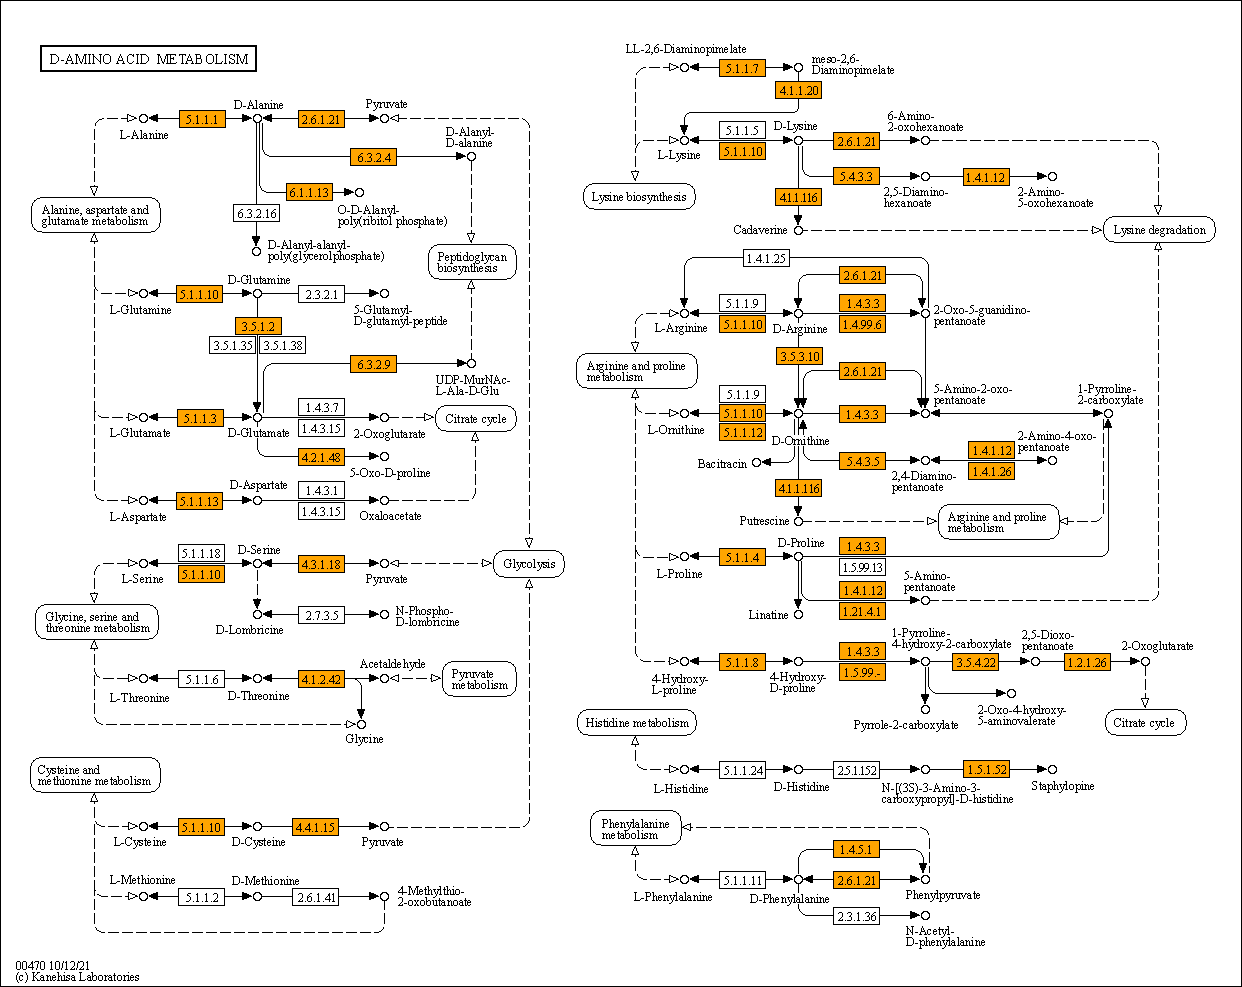 D-AMINO ACID METABOLISM
D-Alanine
Pyruvate
5.1.1.1
2.6.1.21
L-Alanine
D-Alanyl-
D-alanine
6.3.2.4
6.1.1.13
O-D-Alanyl-
poly(ribitol phosphate)
6.3.2.16
Alanine, aspartate and
glutamate metabolism
D-Alanyl-alanyl-
poly(glycerolphosphate)
Peptidoglycan
biosynthesis
D-Glutamine
5.1.1.10
2.3.2.1
L-Glutamine
5-Glutamyl-
D-glutamyl-peptide
3.5.1.2
3.5.1.35
3.5.1.38
6.3.2.9
UDP-MurNAc-
L-Ala-D-Glu
1.4.3.7
5.1.1.3
Citrate cycle
1.4.3.15
L-Glutamate
D-Glutamate
2-Oxoglutarate
4.2.1.48
5-Oxo-D-proline
D-Aspartate
1.4.3.1
5.1.1.13
1.4.3.15
L-Aspartate
Oxaloacetate
5.1.1.18
D-Serine
5.1.1.10
4.3.1.18
Glycolysis
L-Serine
Pyruvate
Glycine, serine and
threonine metabolism
2.7.3.5
N-Phospho-
D-lombricine
D-Lombricine
Acetaldehyde
5.1.1.6
4.1.2.42
Pyruvate
metabolism
L-Threonine
D-Threonine
Glycine
Cysteine and
methionine metabolism
5.1.1.10
4.4.1.15
L-Cysteine
D-Cysteine
Pyruvate
L-Methionine
D-Methionine
5.1.1.2
2.6.1.41
4-Methylthio-
2-oxobutanoate
00470 10/12/21
(c) Kanehisa Laboratories
LL-2,6-Diaminopimelate
5.1.1.7
meso-2,6-
Diaminopimelate
4.1.1.20
5.1.1.5
D-Lysine
6-Amino-
2-oxohexanoate
5.1.1.10
2.6.1.21
L-Lysine
5.4.3.3
1.4.1.12
2,5-Diamino-
hexanoate
2-Amino-
5-oxohexanoate
Lysine biosynthesis
4.1.1.116
Cadaverine
Lysine degradation
1.4.1.25
2.6.1.21
5.1.1.9
1.4.3.3
5.1.1.10
1.4.99.6
L-Arginine
D-Arginine
2-Oxo-5-guanidino-
pentanoate
3.5.3.10
Arginine and proline
metabolism
2.6.1.21
5.1.1.9
5-Amino-2-oxo-
pentanoate
1-Pyrroline-
2-carboxylate
5.1.1.10
1.4.3.3
5.1.1.12
L-Ornithine
D-Ornithine
2-Amino-4-oxo-
pentanoate
1.4.1.12
Bacitracin
5.4.3.5
1.4.1.26
2,4-Diamino-
pentanoate
4.1.1.116
Putrescine
Arginine and proline
metabolism
D-Proline
1.4.3.3
5.1.1.4
1.5.99.13
L-Proline
1.4.1.12
5-Amino-
pentanoate
1.21.4.1
Linatine
1-Pyrroline-
4-hydroxy-2-carboxylate
2,5-Dioxo-
pentanoate
2-Oxoglutarate
1.4.3.3
5.1.1.8
1.5.99.-
3.5.4.22
1.2.1.26
4-Hydroxy-
L-proline
4-Hydroxy-
D-proline
Pyrrole-2-carboxylate
2-Oxo-4-hydroxy-
5-aminovalerate
Citrate cycle
Histidine metabolism
5.1.1.24
2.5.1.152
1.5.1.52
L-Histidine
D-Histidine
N-[(3S)-3-Amino-3-
carboxypropyl]-D-histidine
Staphylopine
Phenylalanine
metabolism
1.4.5.1
5.1.1.11
2.6.1.21
L-Phenylalanine
D-Phenylalanine
Phenylpyruvate
2.3.1.36
N-Acetyl-
D-phenylalanine